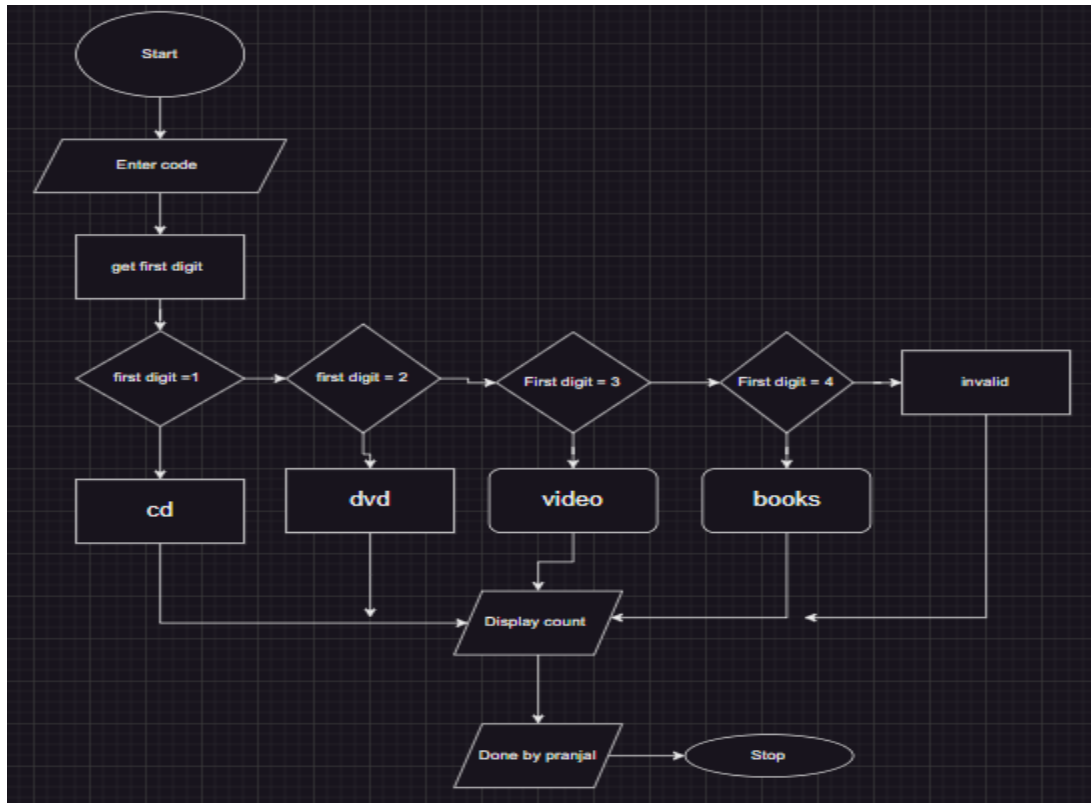 Start
Enter code
get first digit
first digit =1
first digit = 2
First digit = 3
First digit = 4
invalid
cd
dvd
video
books
Display count
Done by pranjal
Stop